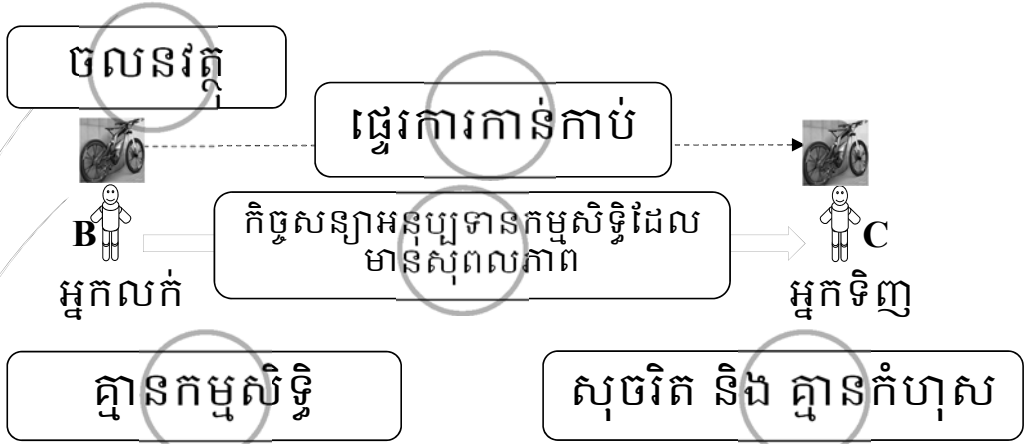 ចលនវត្ថុ
ផ្ទេរការកាន់កាប់
កិច្ចសន្យាអនុប្បទានកម្មសិទ្ធិដែល
មានសុពលភាព
B
C
អ្នកលក់
អ្នកទិញ
គ្មានកម្មសិទ្ធិ
សុចរិត និង គ្មានកំហុស